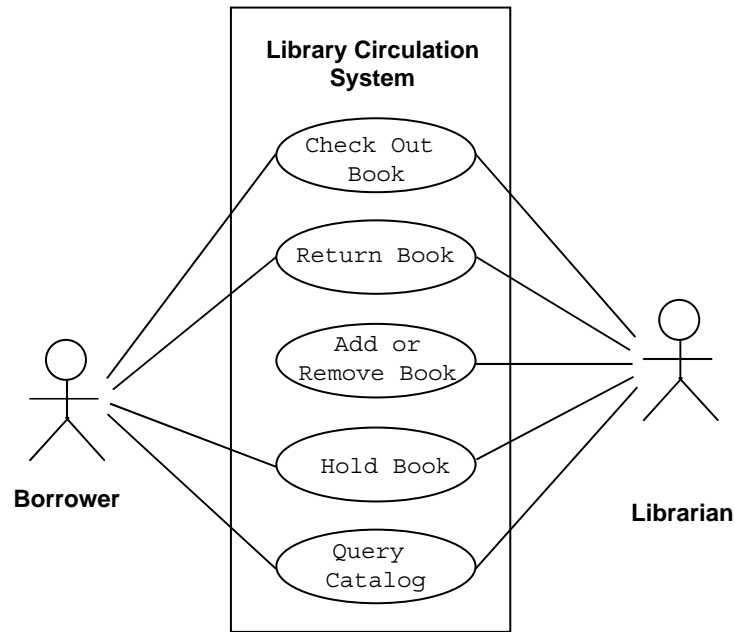 Library Circulation
System
Check Out
Book
Return Book
Add or
Remove Book
Hold Book
Query
Catalog
Borrower
Librarian